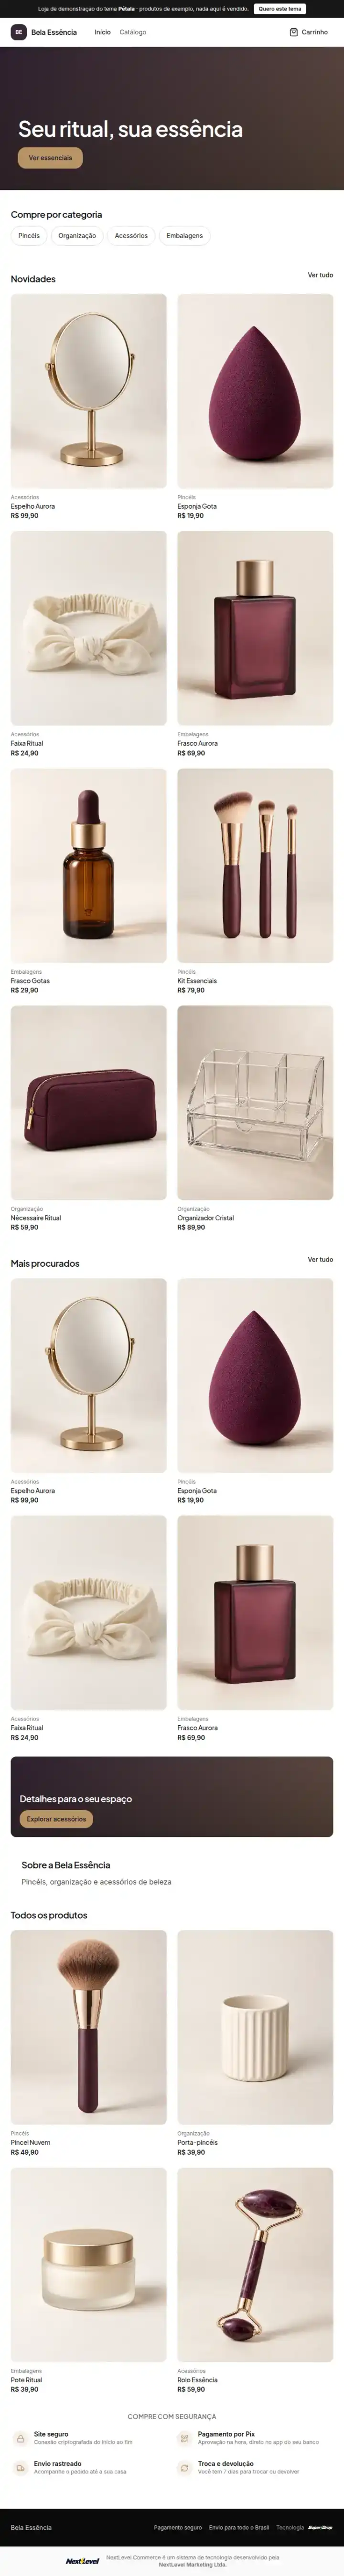 Loja de demonstração do tema Pétala · produtos de exemplo, nada aqui é vendido. Quero este tema
BE Bela Essência Início Catálogo Carrinho
Seu ritual, sua essência
Ver essenciais
Compre por categoria
Pincéis Organização Acessórios Embalagens
Novidades Ver tudo
Acessórios
Espelho Aurora
R$ 99,90
Pincéis
Esponja Gota
R$ 19,90
Acessórios
Faixa Ritual
R$ 24,90
Embalagens
Frasco Aurora
R$ 69,90
Embalagens
Frasco Gotas
R$ 29,90
Pincéis
Kit Essenciais
R$ 79,90
Organização
Nécessaire Ritual
R$ 59,90
Organização
Organizador Cristal
R$ 89,90
Mais procurados Ver tudo
Acessórios
Espelho Aurora
R$ 99,90
Pincéis
Esponja Gota
R$ 19,90
Acessórios
Faixa Ritual
R$ 24,90
Embalagens
Frasco Aurora
R$ 69,90
Detalhes para o seu espaço
Explorar acessórios
Sobre a Bela Essência
Pincéis, organização e acessórios de beleza
Todos os produtos
Pincéis
Pincel Nuvem
R$ 49,90
Organização
Porta-pincéis
R$ 39,90
Embalagens
Pote Ritual
R$ 39,90
Acessórios
Rolo Essência
R$ 59,90
COMPRE COM SEGURANÇA
Site seguro
Conexão criptografada do início ao fim
Pagamento por Pix
Aprovação na hora, direto no app do seu banco
Envio rastreado
Acompanhe o pedido até a sua casa
Troca e devolução
Você tem 7 dias para trocar ou devolver
Bela Essência Pagamento seguro Envio para todo o Brasil Tecnologia SuperDrop
NextLevel NextLevel Commerce é um sistema de tecnologia desenvolvido pela
NextLevel Marketing Ltda.